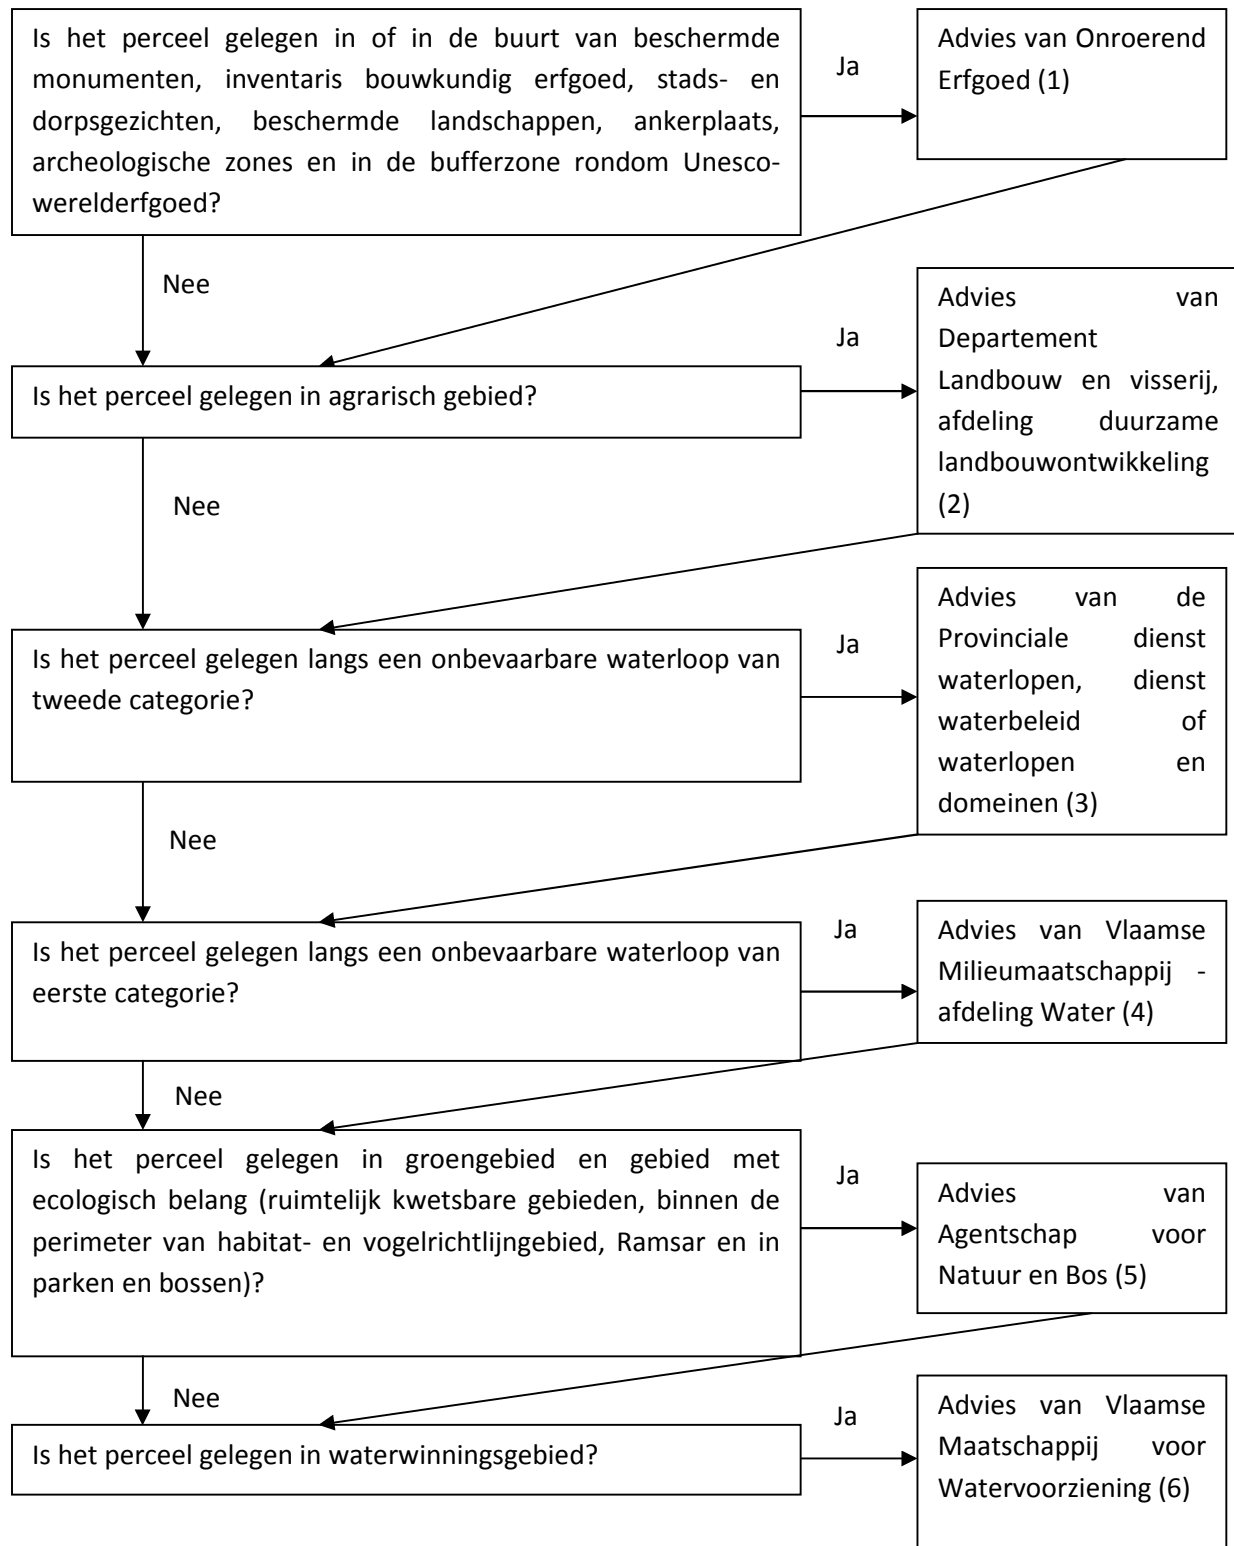 Is het perceel gelegen in of in de buurt van beschermde
monumenten, inventaris bouwkundig erfgoed, stads- en
dorpsgezichten, beschermde landschappen, ankerplaats,
archeologische zones en in de bufferzone rondom Unesco-
werelderfgoed?
Ja
Advies van Onroerend
Erfgoed (1)
Nee
Is het perceel gelegen in agrarisch gebied?
Ja
Advies van
Departement
Landbouw en visserij,
afdeling duurzame
landbouwontwikkeling
(2)
Nee
Is het perceel gelegen langs een onbevaarbare waterloop van
tweede categorie?
Ja
Advies van de
Provinciale dienst
waterlopen, dienst
waterbeleid of
waterlopen en
domeinen (3)
Nee
Is het perceel gelegen langs een onbevaarbare waterloop van
eerste categorie?
Ja
Advies van Vlaamse
Milieumaatschappij -
afdeling Water (4)
Nee
Is het perceel gelegen in groengebied en gebied met
ecologisch belang (ruimtelijk kwetsbare gebieden, binnen de
perimeter van habitat- en vogelrichtlijngebied, Ramsar en in
parken en bossen)?
Ja
Advies van
Agentschap voor
Natuur en Bos (5)
Nee
Is het perceel gelegen in waterwinningsgebied?
Ja
Advies van Vlaamse
Maatschappij voor
Watervoorziening (6)